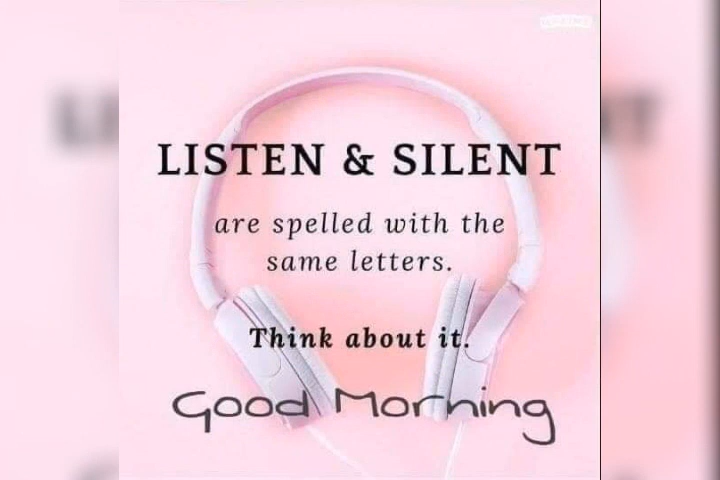 LISTEN & SILENT
are spelled with the
same letters.
Think about it.
Good Morning